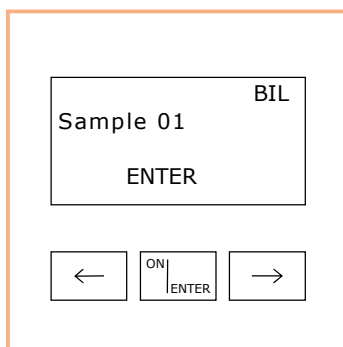 BIL
Sample 01
ENTER
← ON ENTER →